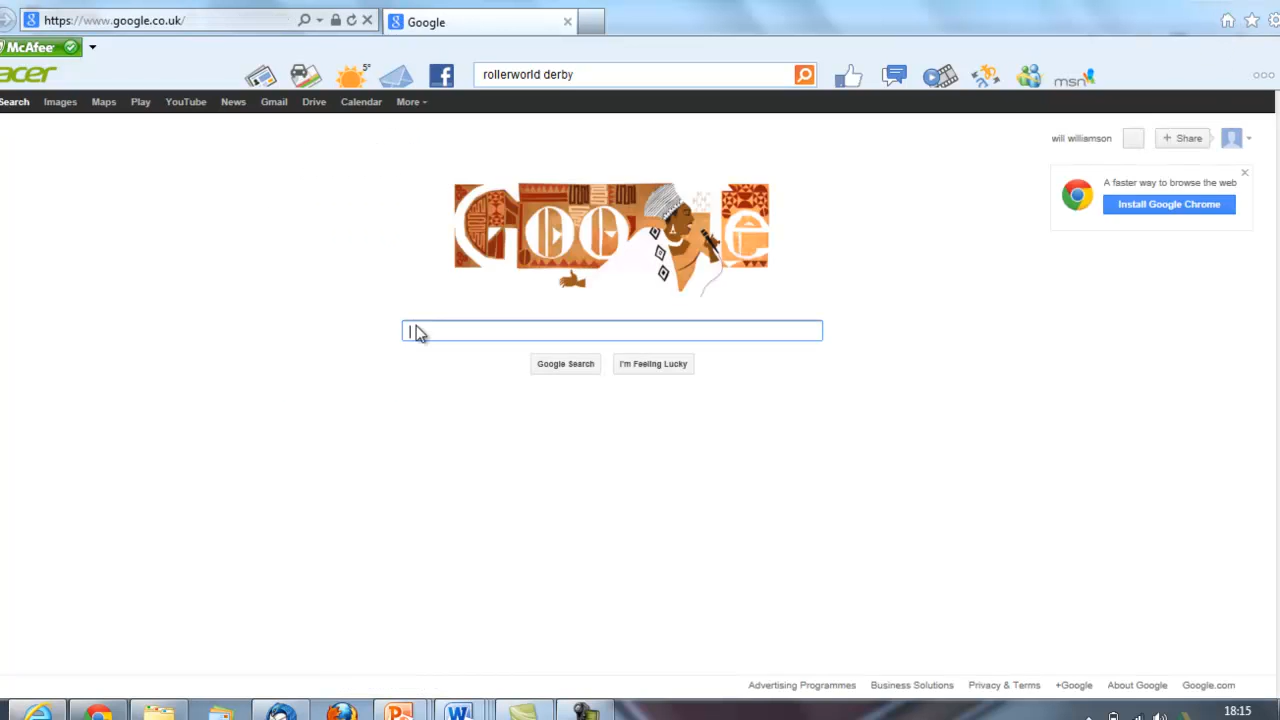 https://www.google.co.uk/
Google
McAfee
acer
5°
rollerworld derby
msn
Search Images Maps Play YouTube News Gmail Drive Calendar More
will williamson
+ Share
A faster way to browse the web
Install Google Chrome
Google
Google Search
I'm Feeling Lucky
Advertising Programmes Business Solutions Privacy & Terms +Google About Google Google.com
18:15